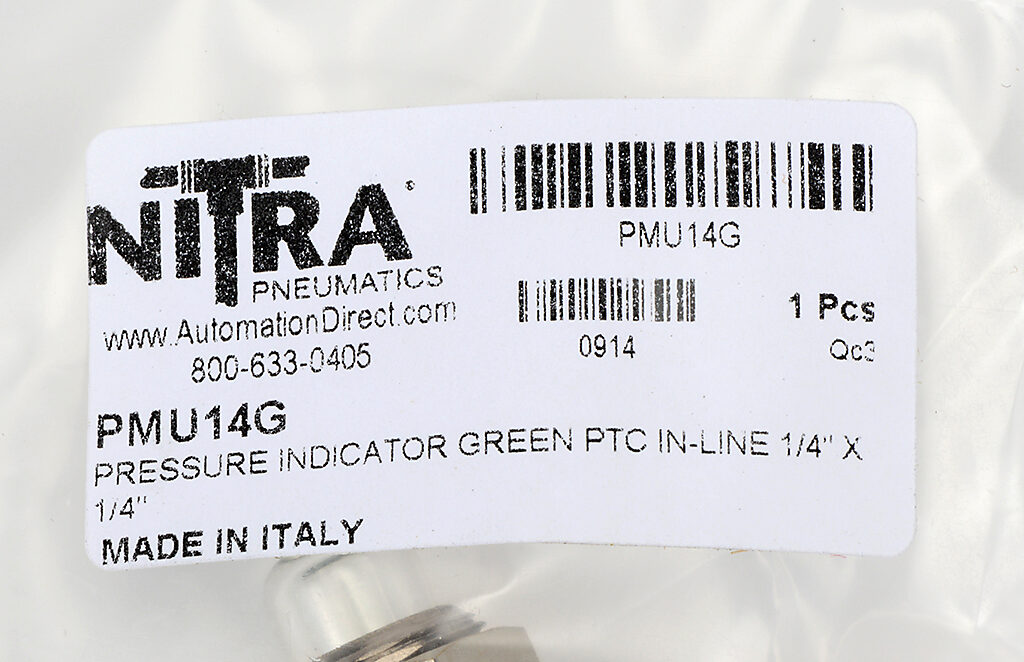 NITRA®
PNEUMATICS
www.AutomationDirect.com
800-633-0405
PMU14G
0914
1 Pcs
Qc3
PMU14G
PRESSURE INDICATOR GREEN PTC IN-LINE 1/4" X
1/4"
MADE IN ITALY